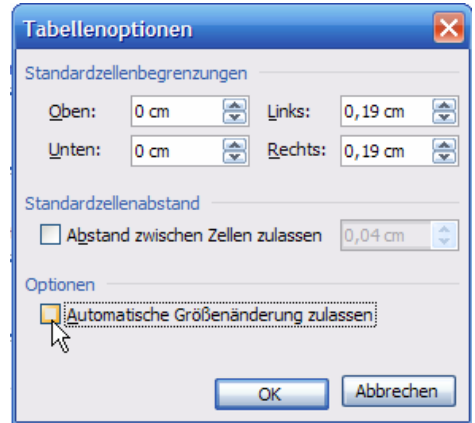 Tabellenoptionen
Standardzellenbegrenzungen
Oben: 0 cm Links: 0,19 cm
Unten: 0 cm Rechts: 0,19 cm
Standardzellenabstand
Abstand zwischen Zellen zulassen 0,04 cm
Optionen
Automatische Größenänderung zulassen
OK Abbrechen